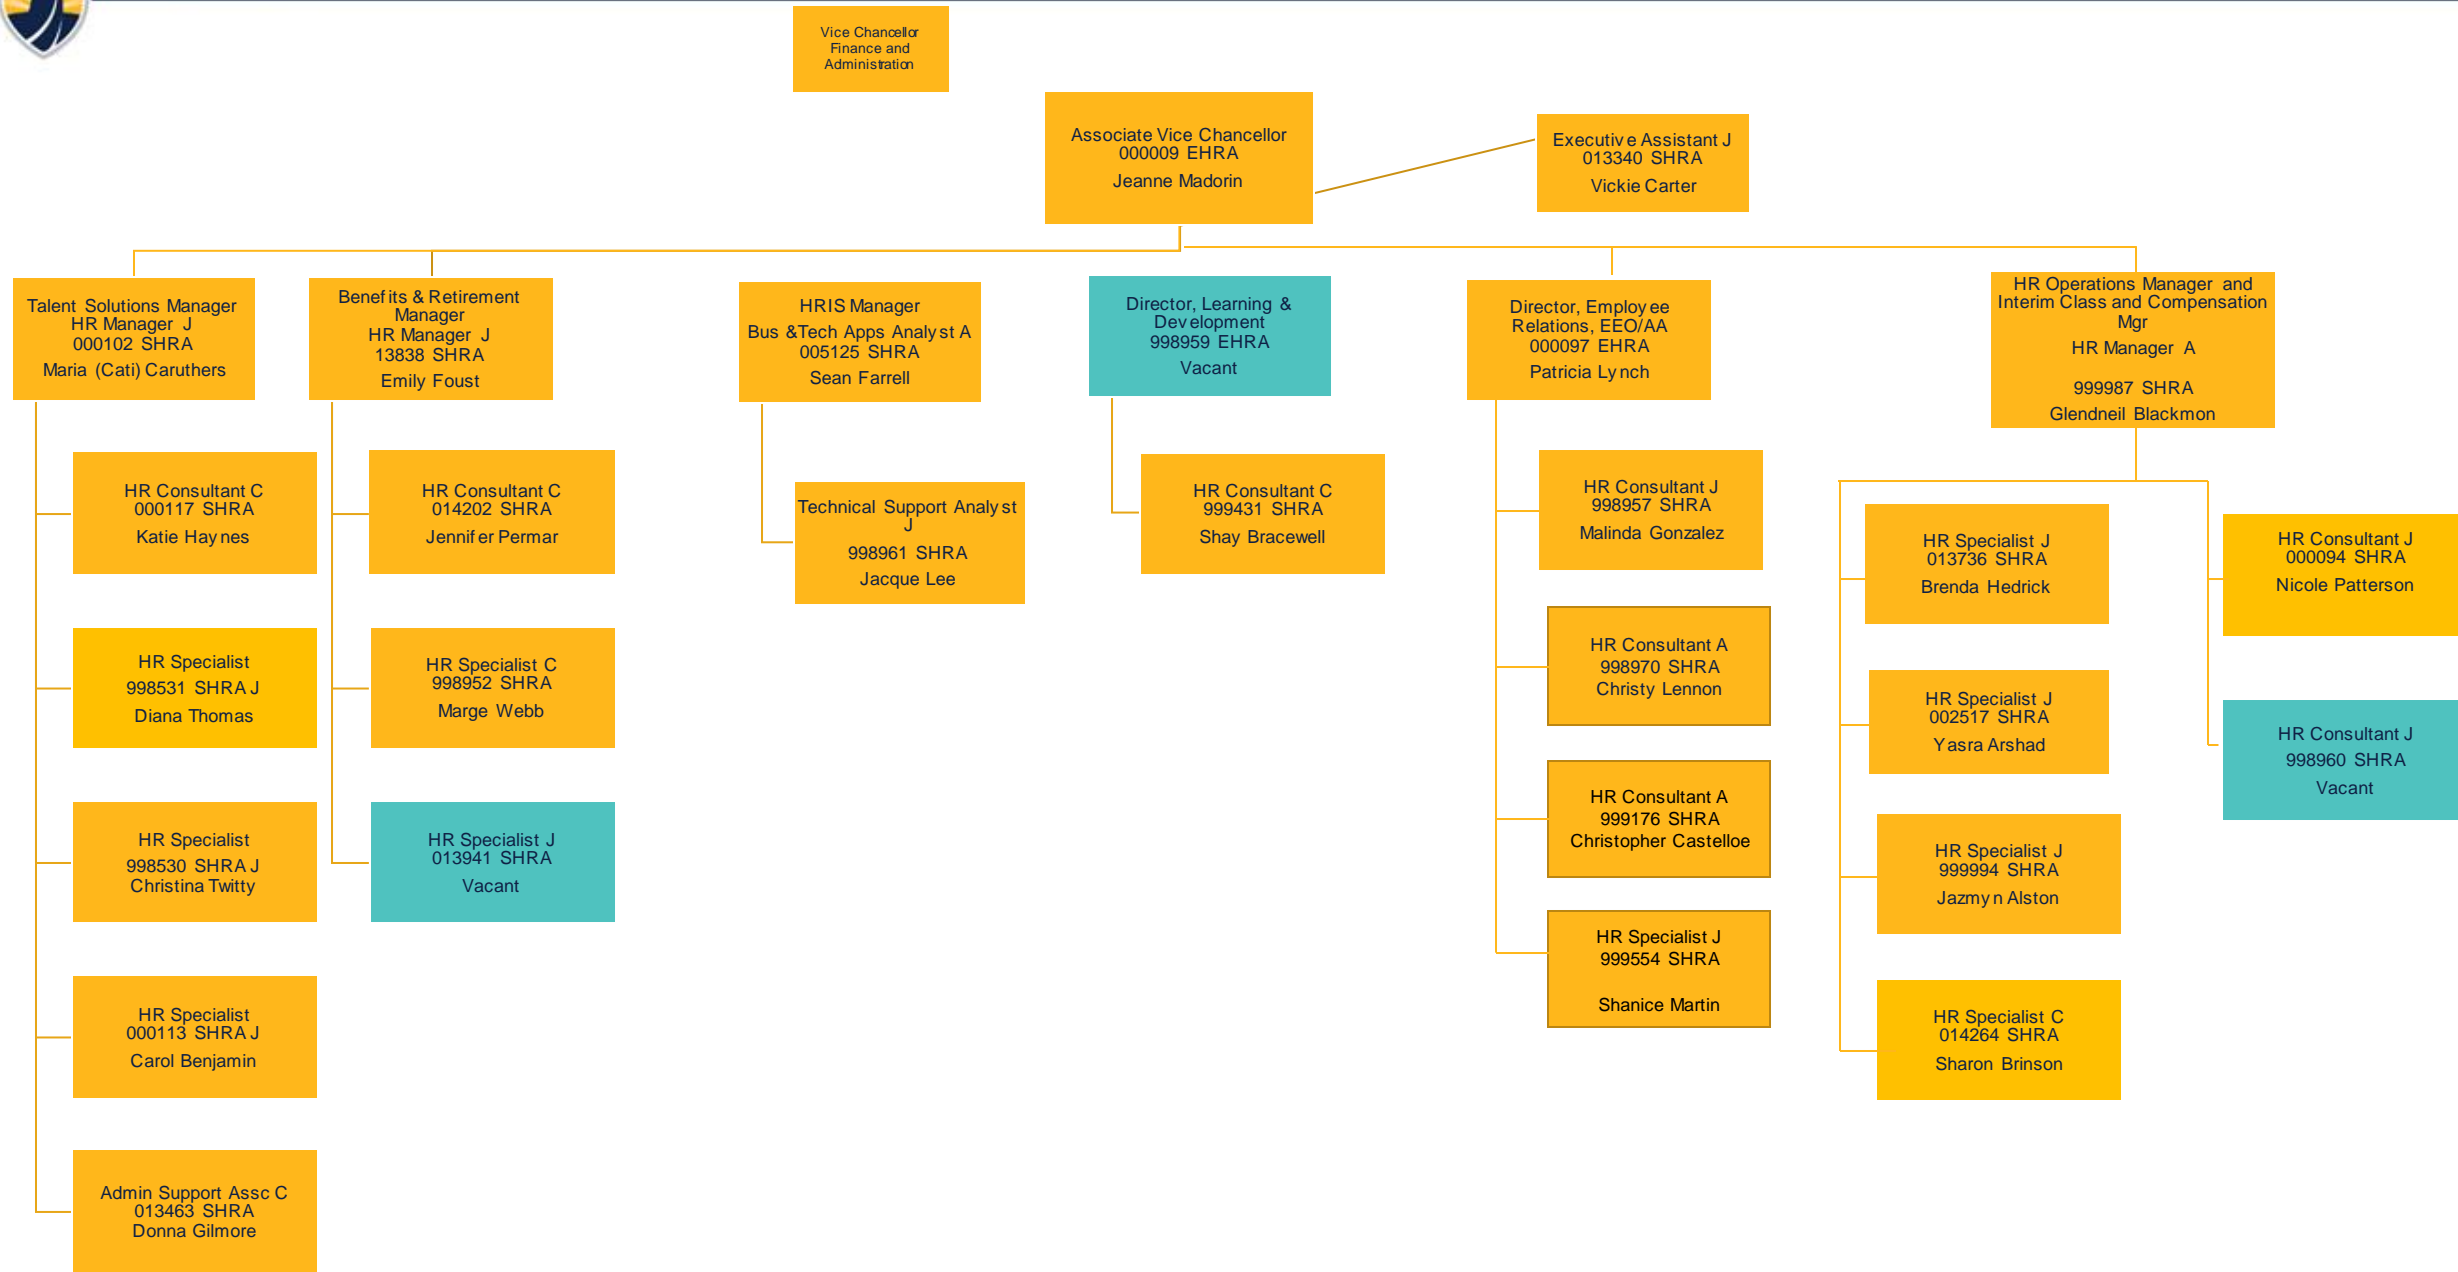 Vice Chancellor
Finance and
Administration
Associate Vice Chancellor
000009 EHRA
Jeanne Madorin
Executive Assistant J
013340 SHRA
Vickie Carter
Talent Solutions Manager
HR Manager J
000102 SHRA
Maria (Cati) Caruthers
Benefits & Retirement
Manager
HR Manager J
13838 SHRA
Emily Foust
HRIS Manager
Bus &Tech Apps Analyst A
005125 SHRA
Sean Farrell
Director, Learning &
Development
998959 EHRA
Vacant
Director, Employee
Relations, EEO/AA
000097 EHRA
Patricia Lynch
HR Operations Manager and
Interim Class and Compensation
Mgr
HR Manager A
999987 SHRA
Glendneil Blackmon
HR Consultant C
000117 SHRA
Katie Haynes
HR Specialist
998531 SHRA J
Diana Thomas
HR Specialist
998530 SHRA J
Christina Twitty
HR Specialist
000113 SHRA J
Carol Benjamin
Admin Support Assc C
013463 SHRA
Donna Gilmore
HR Consultant C
014202 SHRA
Jennifer Permar
HR Specialist C
998952 SHRA
Marge Webb
HR Specialist J
013941 SHRA
Vacant
Technical Support Analyst
J
998961 SHRA
Jacque Lee
HR Consultant C
999431 SHRA
Shay Bracewell
HR Consultant J
998957 SHRA
Malinda Gonzalez
HR Consultant A
998970 SHRA
Christy Lennon
HR Consultant A
999176 SHRA
Christopher Castelloe
HR Specialist J
999554 SHRA
Shanice Martin
HR Specialist J
013736 SHRA
Brenda Hedrick
HR Specialist J
002517 SHRA
Yasra Arshad
HR Specialist J
999994 SHRA
Jazmyn Alston
HR Specialist C
014264 SHRA
Sharon Brinson
HR Consultant J
000094 SHRA
Nicole Patterson
HR Consultant J
998960 SHRA
Vacant